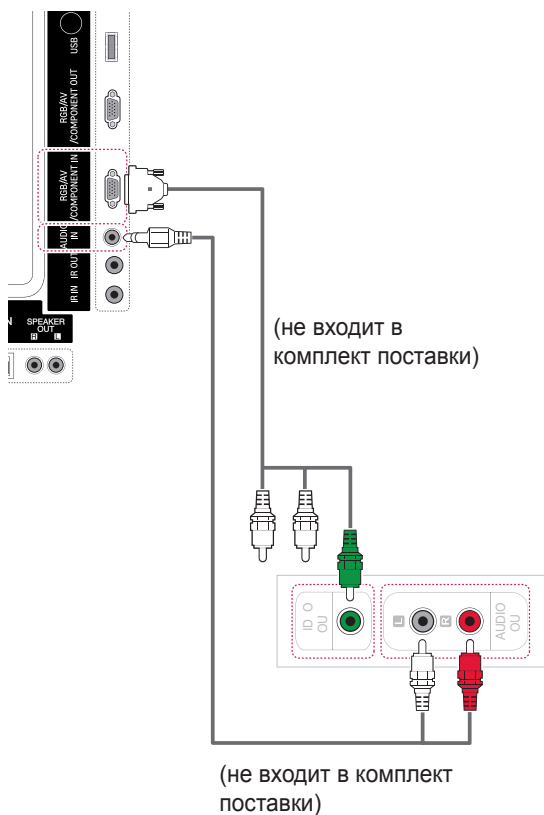 USB
RGB/AV
/COMPONENT OUT
RGB/AV
/COMPONENT IN
AUDIO
IN
IR OUT
IR IN
SPEAKER
OUT
R L
(не входит в
комплект поставки)
ID O
OU
L
R
AUDIO
OU
(не входит в комплект
поставки)